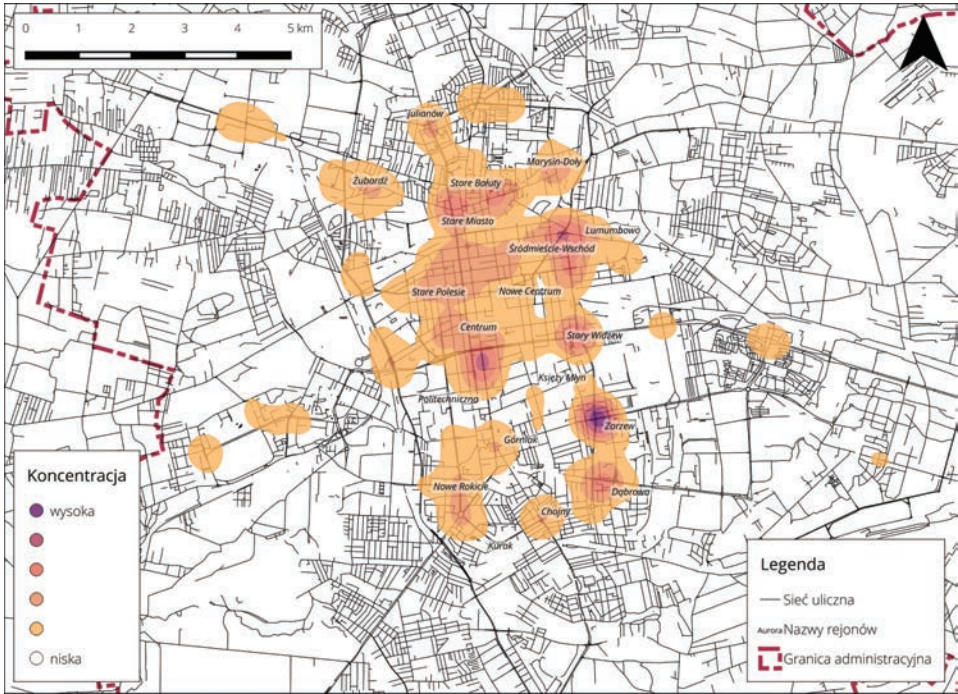 0 1 2 3 4 5 km
Julianów
Marysin-Doły
Żubardź
Stare Bałuty
Stare Miasto
Lumumbowo
Śródmieście-Wschód
Stare Polesie
Nowe Centrum
Centrum
Stary Widzew
Księży Młyn
Politechniczna
Zarzew
Górniak
Nowe Rokicie
Dąbrowa
Chojny
Kurak
Koncentracja
wysoka
niska
Legenda
Sieć uliczna
Aurora Nazwy rejonów
Granica administracyjna